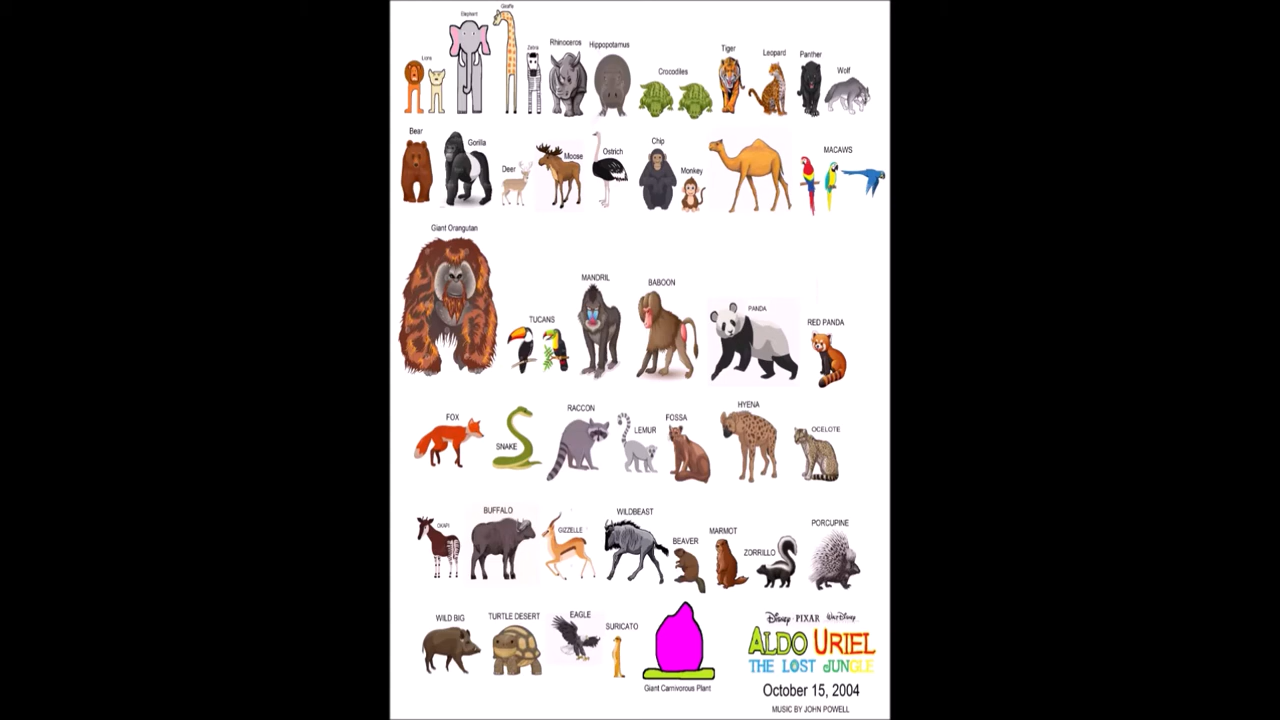 Elephant
Giraffe
Lions
Zebra
Rhinoceros
Hippopotamus
Crocodiles
Tiger
Leopard
Panther
Wolf
Bear
Gorilla
Deer
Moose
Ostrich
Chip
Monkey
MACAWS
Giant Orangutan
TUCANS
MANDRIL
BABOON
PANDA
RED PANDA
FOX
SNAKE
RACCON
LEMUR
FOSSA
HYENA
OCELOTE
OKAPI
BUFFALO
GIZZELLE
WILDBEAST
BEAVER
MARMOT
ZORRILLO
PORCUPINE
WILD BIG
TURTLE DESERT
EAGLE
SURICATO
Giant Carnivorous Plant
Disney PIXAR WALT DISNEY
ALDO URIEL
THE LOST JUNGLE
October 15, 2004
MUSIC BY JOHN POWELL